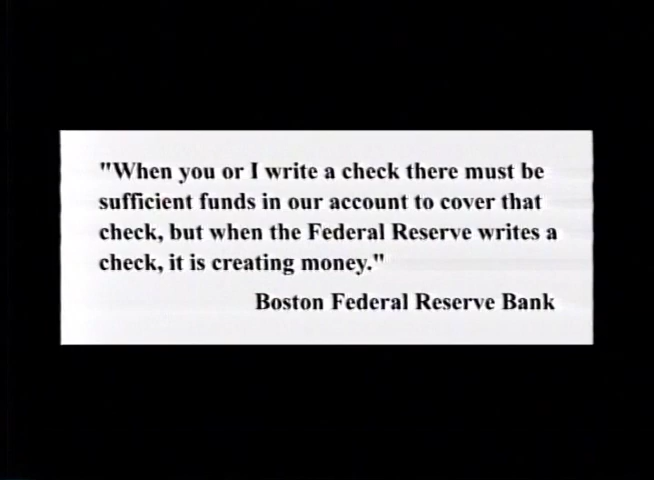 "When you or I write a check there must be
sufficient funds in our account to cover that
check, but when the Federal Reserve writes a
check, it is creating money."
Boston Federal Reserve Bank